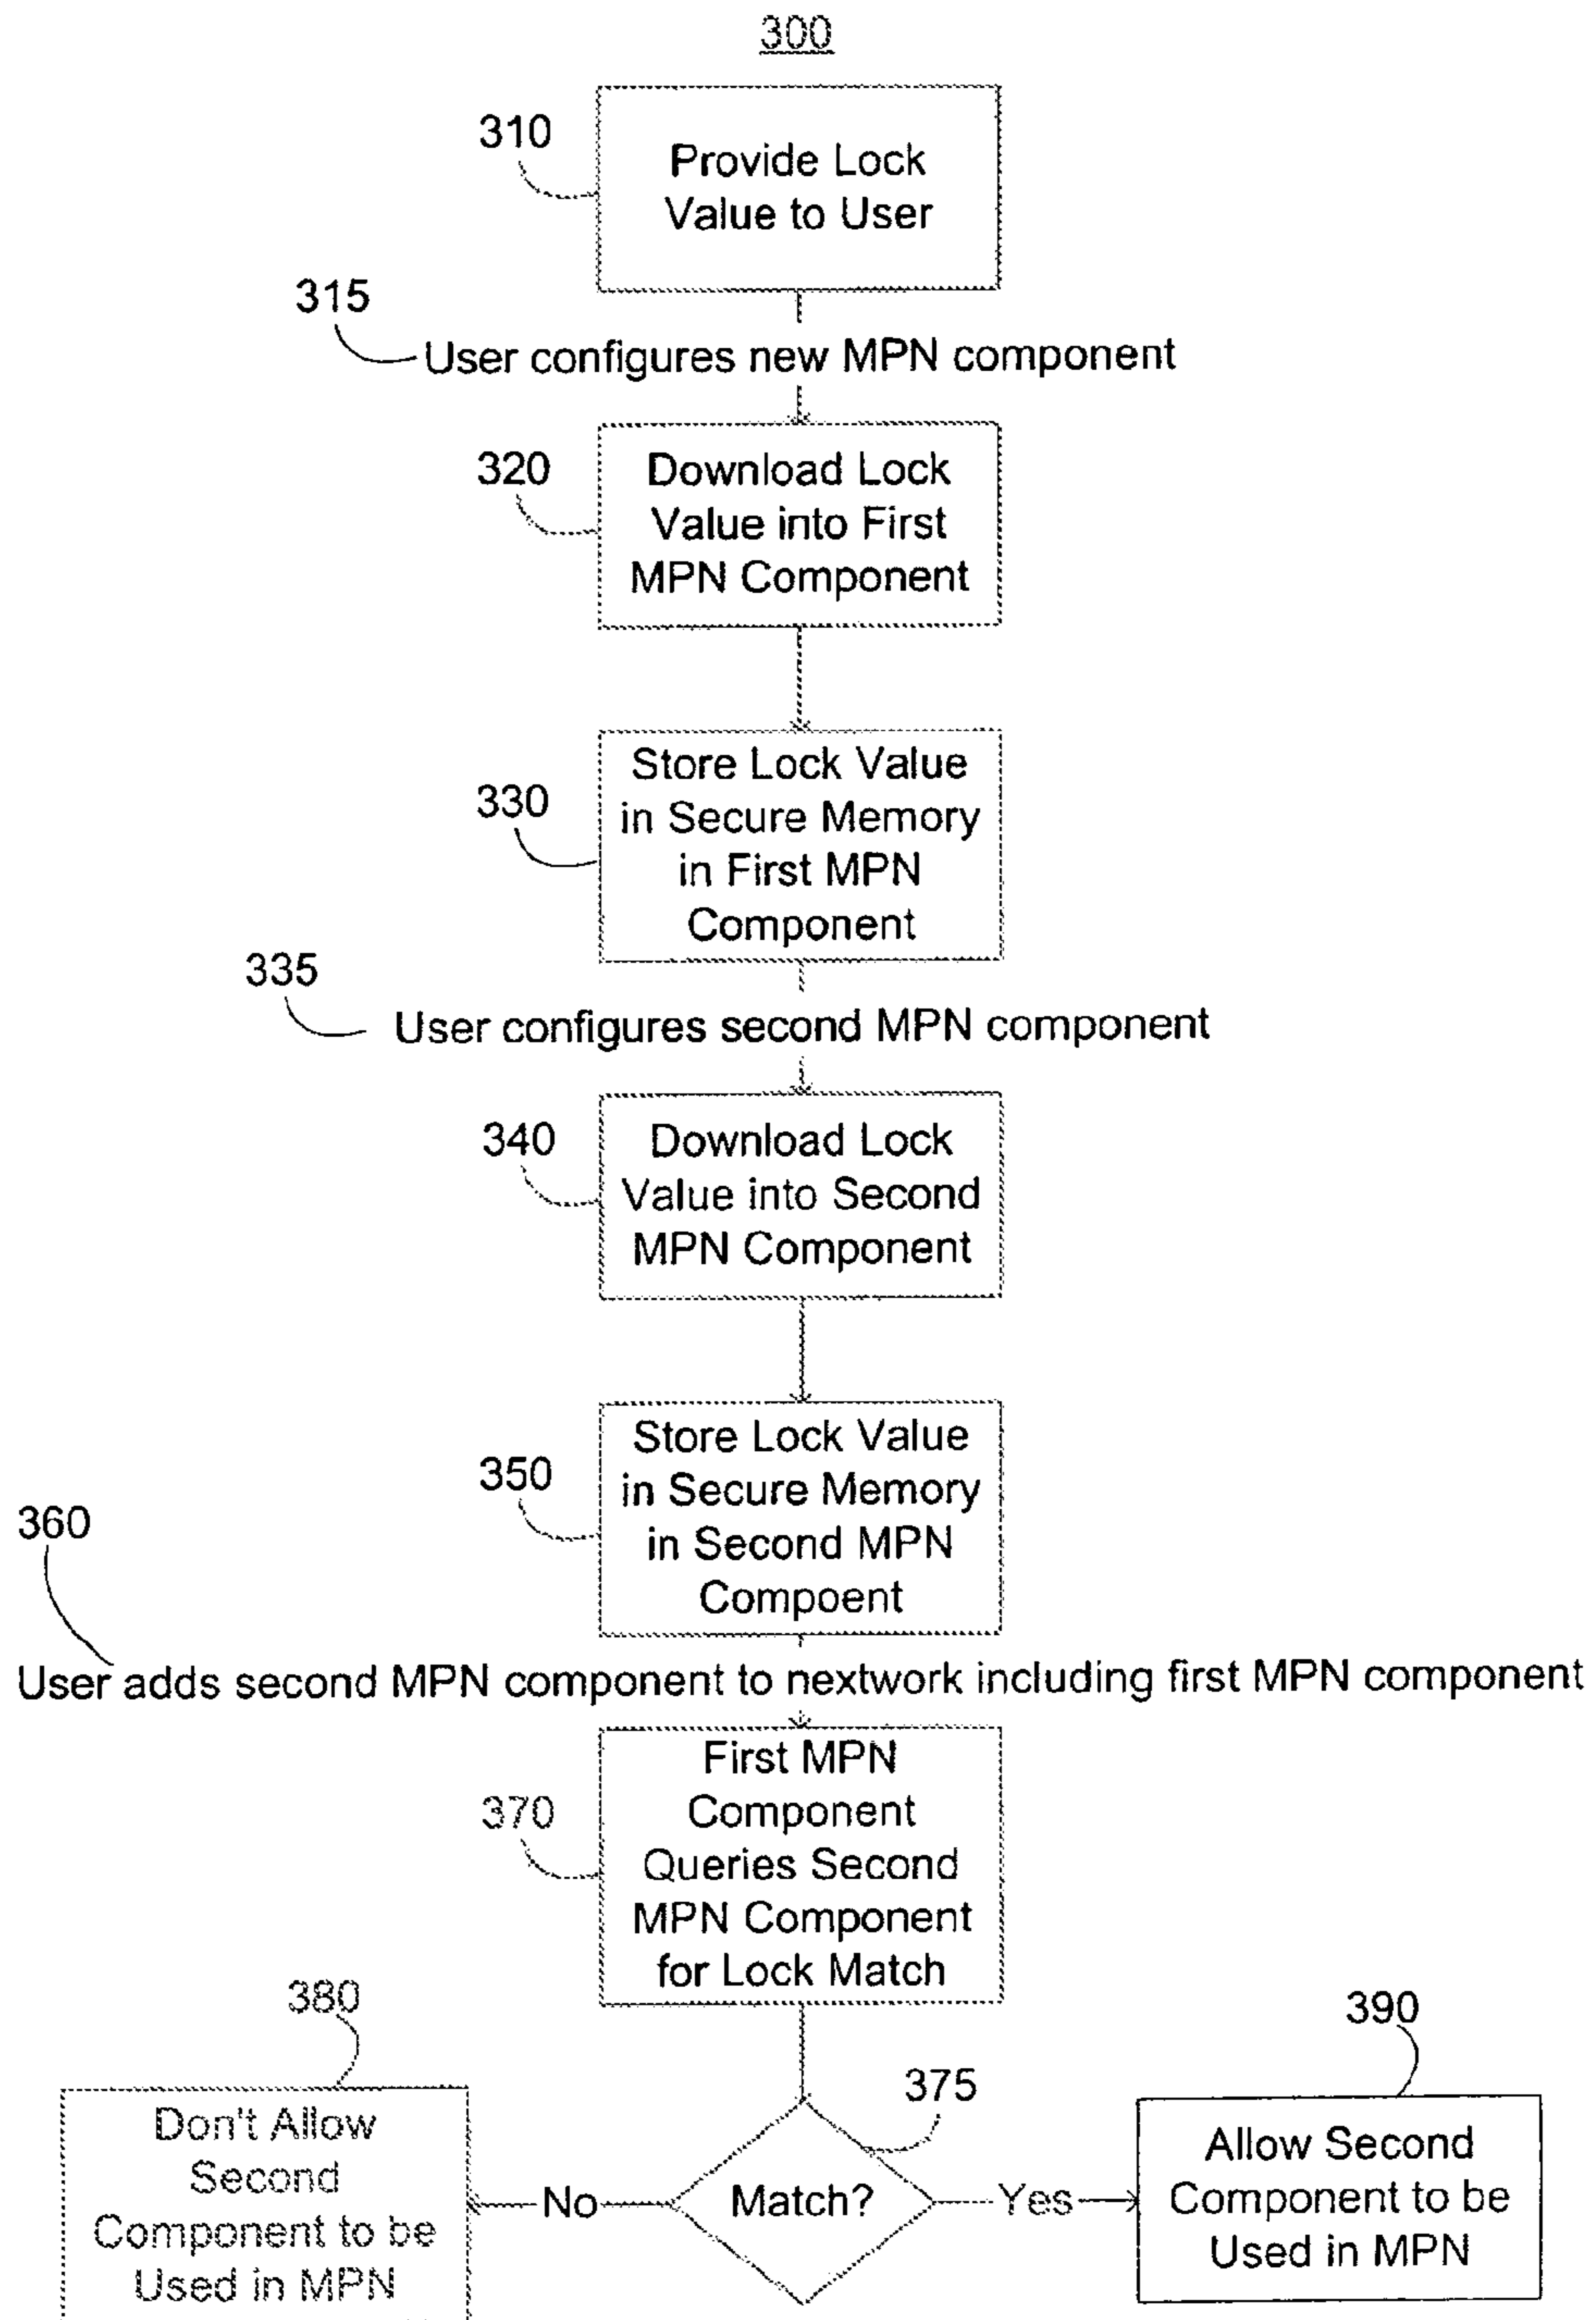 300
310
Provide Lock
Value to User
315
User configures new MPN component
320
Download Lock
Value into First
MPN Component
330
Store Lock Value
in Secure Memory
in First MPN
Component
335
User configures second MPN component
340
Download Lock
Value into Second
MPN Component
350
Store Lock Value
in Secure Memory
in Second MPN
Compoent
360
User adds second MPN component to nextwork including first MPN component
370
First MPN
Component
Queries Second
MPN Component
for Lock Match
380
Don't Allow
Second
Component to be
Used in MPN
No
375
Match?
Yes
390
Allow Second
Component to be
Used in MPN